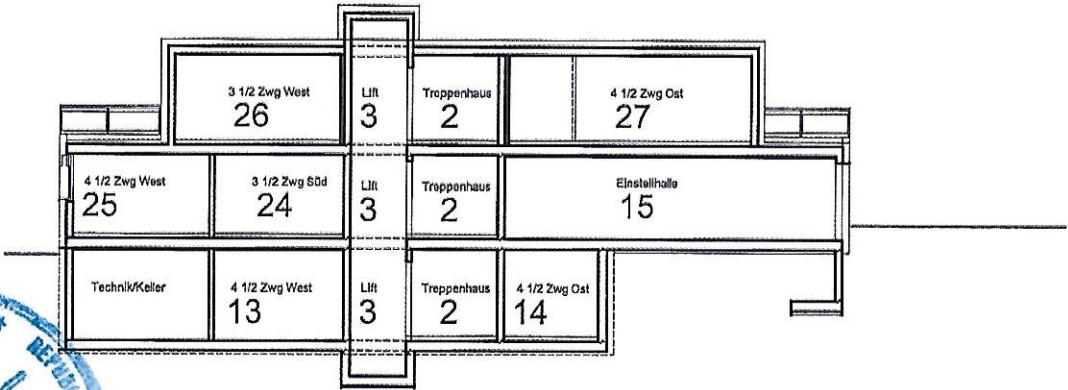 3 1/2 Zwg West
26
Lift
3
Treppenhaus
2
4 1/2 Zwg Ost
27
4 1/2 Zwg West
25
3 1/2 Zwg Süd
24
Lift
3
Treppenhaus
2
Einstellhalle
15
Technik/Keller
4 1/2 Zwg West
13
Lift
3
Treppenhaus
2
4 1/2 Zwg Ost
14